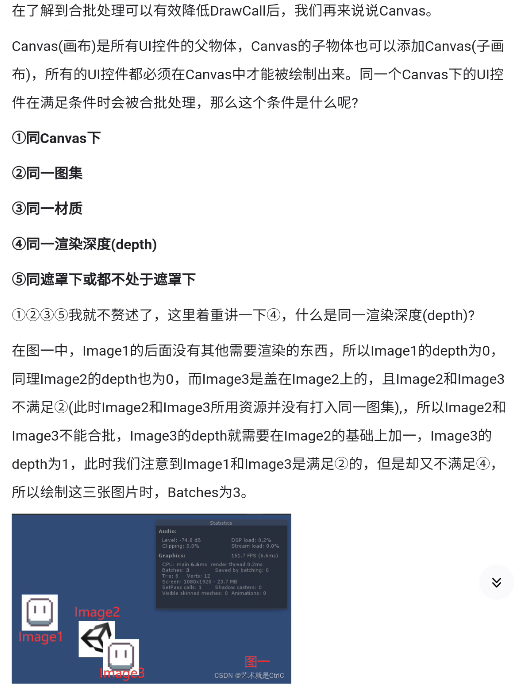 在了解到合批处理可以有效降低DrawCall后，我们再来说说Canvas。
Canvas(画布)是所有UI控件的父物体，Canvas的子物体也可以添加Canvas(子画
布)，所有的UI控件都必须在Canvas中才能被绘制出来。同一个Canvas下的UI控
件在满足条件时会被合批处理，那么这个条件是什么呢?
①同Canvas下
②同一图集
③同一材质
④同一渲染深度(depth)
⑤同遮罩下或都不处于遮罩下
①②③⑤我就不赘述了，这里着重讲一下④，什么是同一渲染深度(depth)?
在图一中，Image1的后面没有其他需要渲染的东西，所以Image1的depth为0，
同理Image2的depth也为0，而Image3是盖在Image2上的，且Image2和Image3
不满足②(此时Image2和Image3所用资源并没有打入同一图集),，所以Image2和
Image3不能合批，Image3的depth就需要在Image2的基础上加一，Image3的
depth为1，此时我们注意到Image1和Image3是满足②的，但是却又不满足④，
所以绘制这三张图片时，Batches为3。
Statistics
Audio:
Level: -74.8 dB DSP load: 0.2%
Clipping: 0.0% Stream load: 0.0%
Graphics: 151.7 FPS (6.6ms)
CPU: main 6.6ms render thread 0.2ms
Batches: 3 Saved by batching: 0
Tris: 6 Verts: 12
Screen: 1080x1920 - 23.7 MB
SetPass calls: 3 Shadow casters: 0
Visible skinned meshes: 0 Animations: 0
Image1
Image2
Image3
图一
CSDN @艺术就是CtrlC